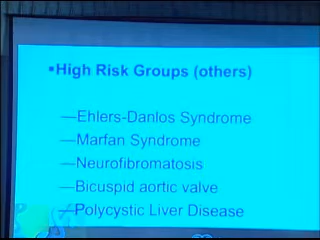 ▪High Risk Groups (others)
—Ehlers-Danlos Syndrome
—Marfan Syndrome
—Neurofibromatosis
—Bicuspid aortic valve
—Polycystic Liver Disease